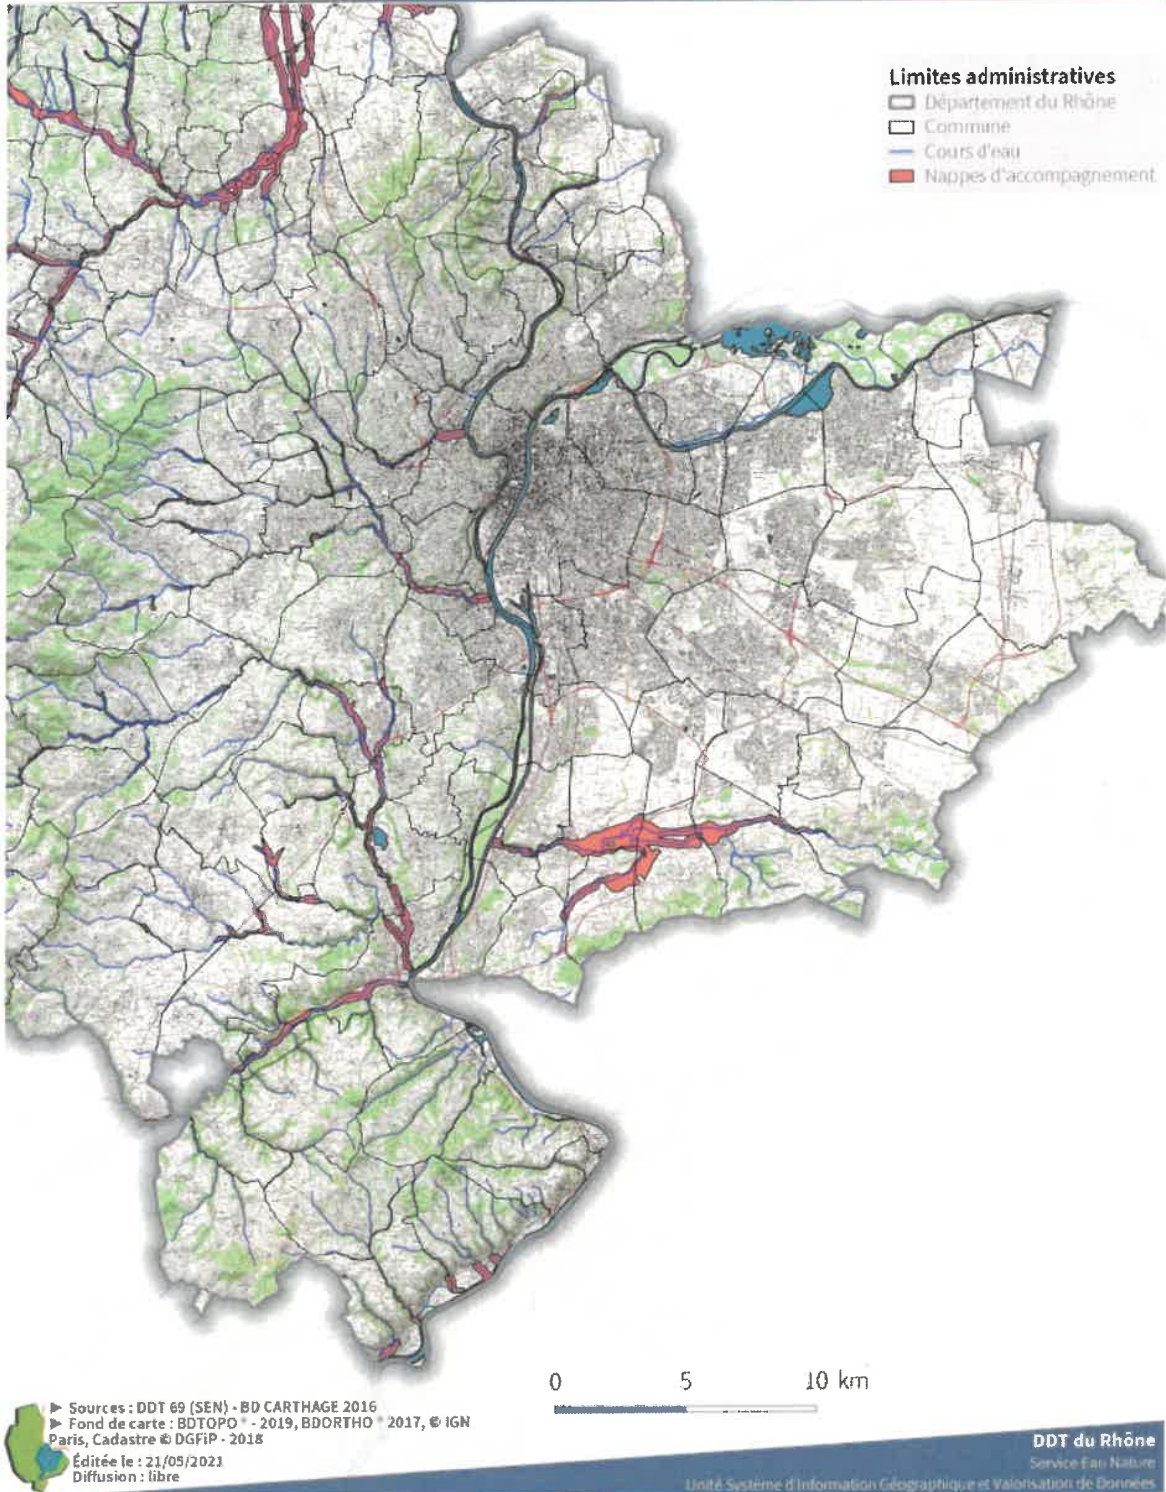 Limites administratives
Département du Rhône
Commune
Cours d'eau
Nappes d'accompagnement
0 5 10 km
► Sources : DDT 69 (SEN) - BD CARTHAGE 2016
► Fond de carte : BDTOPO ® - 2019, BDORTHO ® 2017, © IGN
Paris, Cadastre © DGFiP - 2018
Éditée le : 21/05/2021
Diffusion : libre
DDT du Rhône
Service Eau Nature
Unité Système d'Information Géographique et Valorisation de Données